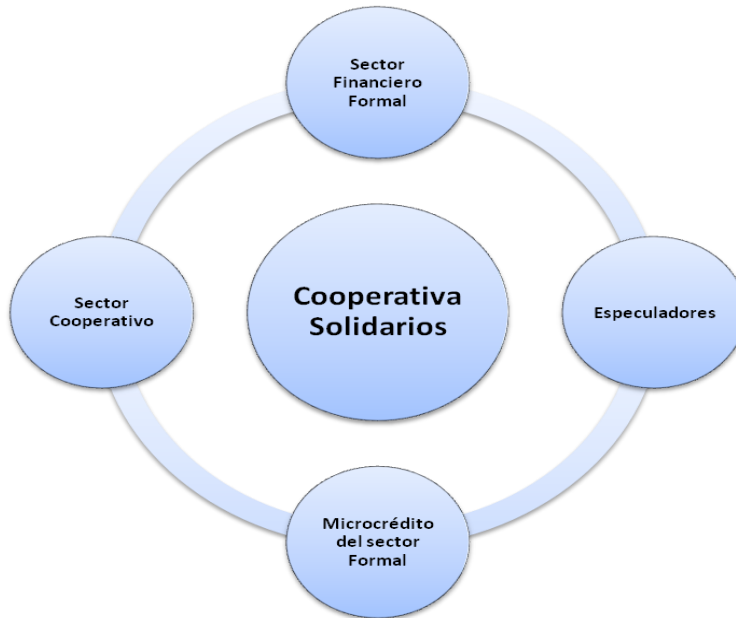 Sector
Financiero
Formal
Sector
Cooperativo
Cooperativa
Solidarios
Especuladores
Microcrédito
del sector
Formal